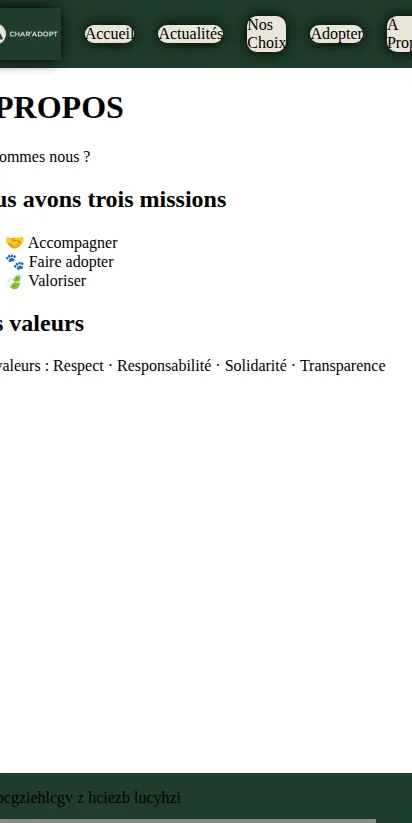 CHAR'ADOPT
Accueil
Actualités
Nos Choix
Adopter
A Prop
PROPOS
ommes nous ?
us avons trois missions
🤝 Accompagner
🐾 Faire adopter
🍃 Valoriser
s valeurs
valeurs : Respect · Responsabilité · Solidarité · Transparence
ocgziehlcgv z hciezb lucyhzi